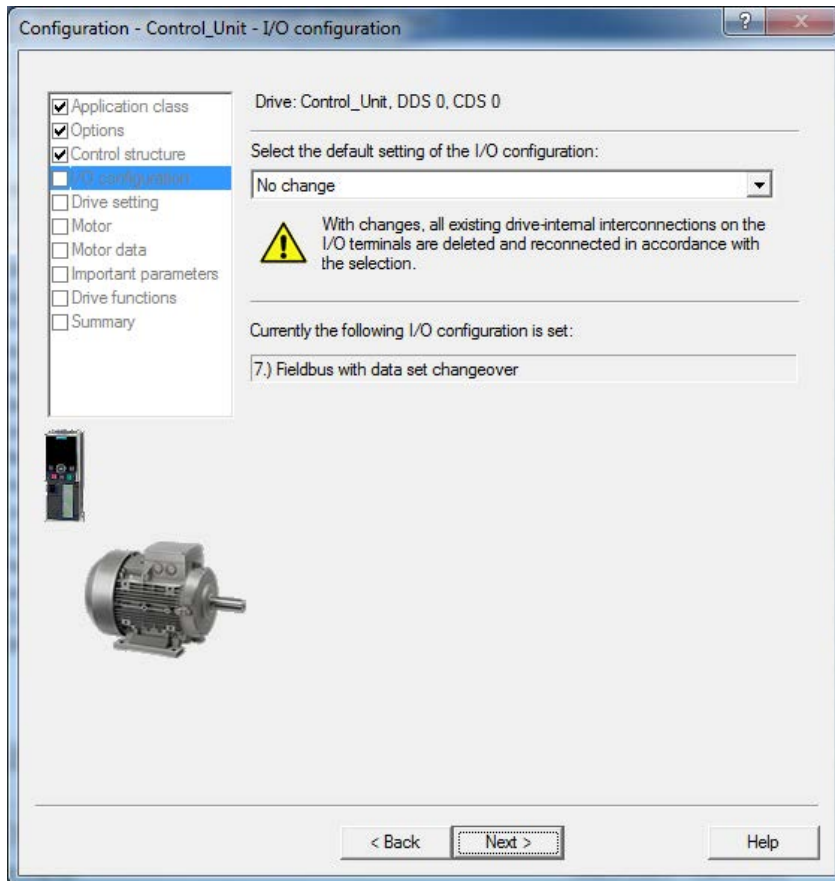 Configuration - Control_Unit - I/O configuration
?
Application class
Options
Control structure
I/O configuration
Drive setting
Motor
Motor data
Important parameters
Drive functions
Summary
Drive: Control_Unit, DDS 0, CDS 0
Select the default setting of the I/O configuration:
No change
With changes, all existing drive-internal interconnections on the
I/O teminals are deleted and reconnected in accordance with
the selection.
Currently the following I/O configuration is set:
7.) Fieldbus with data set changeover
< Back
Next >
Help